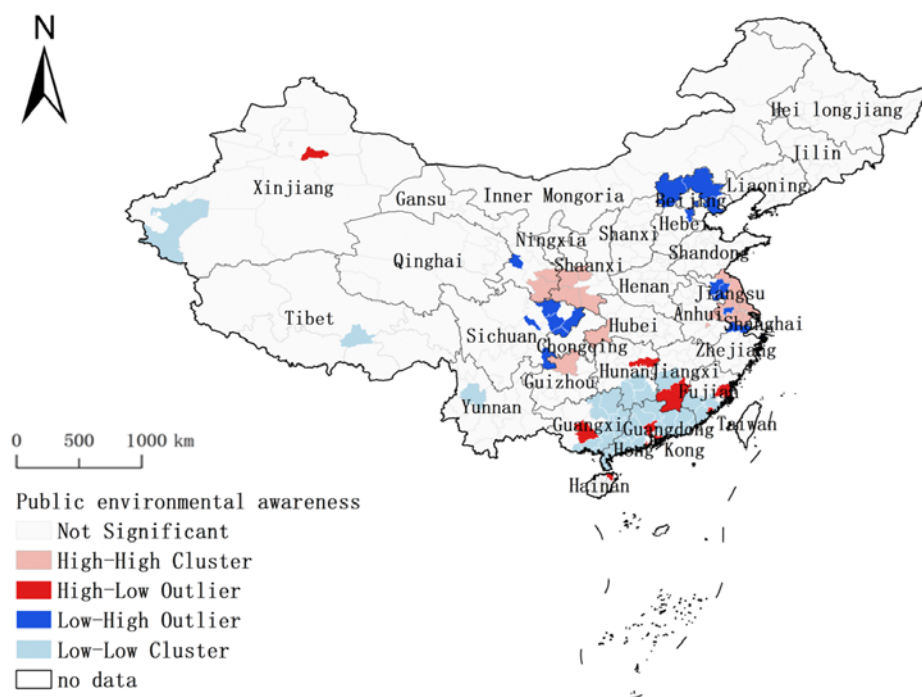 N
Hei longjiang
Jilin
Xinjiang
Liaoning
Gansu
Inner Mongoria
Beijing
Hebei
Ningxia
Shanxi
Shandong
Qinghai
Shaanxi
Henan
Jiangsu
Tibet
Anhui
Sichuan
Hubei
Shanghai
Chongqing
Zhejiang
Hunan
Jiangxi
Guizhou
Fujian
Yunnan
Guangxi
Guangdong
Taiwan
Hong Kong
Hainan
0 500 1000 km
Public environmental awareness
Not Significant
High-High Cluster
High-Low Outlier
Low-High Outlier
Low-Low Cluster
no data